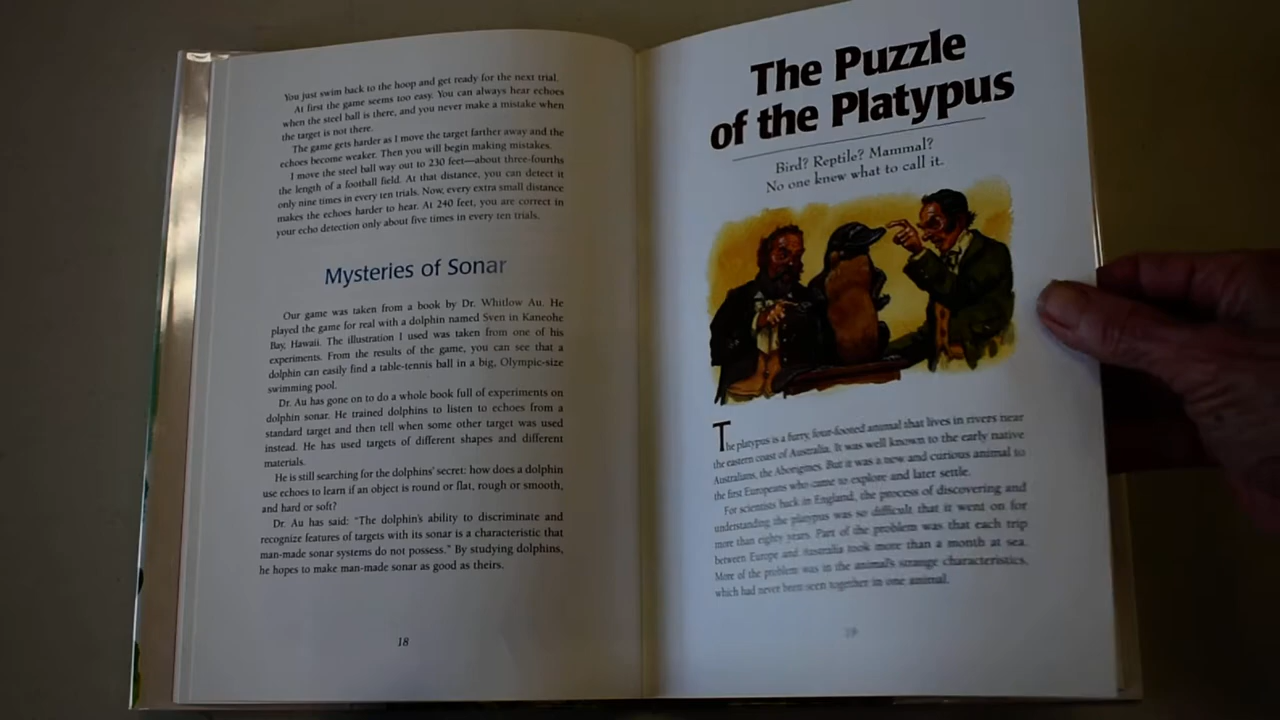 You just swim back to the hoop and get ready for the next trial.
At first the game seems too easy. You can always hear echoes
when the steel ball is there, and you never make a mistake when
the target is not there.
The game gets harder as I move the target farther away and the
echoes become weaker. Then you will begin making mistakes.
I move the steel ball way out to 230 feet—about three-fourths
the length of a football field. At that distance, you can detect it
only nine times in every ten trials. Now, every extra small distance
makes the echoes harder to hear. At 240 feet, you are correct in
your echo detection only about five times in every ten trials.
Mysteries of Sonar
Our game was taken from a book by Dr. Whitlow Au. He
played the game for real with a dolphin named Sven in Kaneohe
Bay, Hawaii. The illustration I used was taken from one of his
experiments. From the results of the game, you can see that a
dolphin can easily find a table-tennis ball in a big, Olympic-size
swimming pool.
Dr. Au has gone on to do a whole book full of experiments on
dolphin sonar. He trained dolphins to listen to echoes from a
standard target and then tell when some other target was used
instead. He has used targets of different shapes and different
materials.
He is still searching for the dolphins' secret: how does a dolphin
use echoes to learn if an object is round or flat, rough or smooth,
and hard or soft?
Dr. Au has said: "The dolphin's ability to discriminate and
recognize features of targets with its sonar is a characteristic that
man-made sonar systems do not possess." By studying dolphins,
he hopes to make man-made sonar as good as theirs.
18
The Puzzle
of the Platypus
Bird? Reptile? Mammal?
No one knew what to call it.
The platypus is a furry, four-footed animal that lives in rivers near
the eastern coast of Australia. It was well known to the early native
Australians, the Aborigines. But it was a new and curious animal to
the first Europeans who came to explore and later settle.
For scientists back in England, the process of discovering and
understanding the platypus was so difficult that it went on for
more than eighty years. Part of the problem was that each trip
between Europe and Australia took more than a month at sea.
More of the problem was in the animal's strange characteristics,
which had never been seen together in one animal.
19